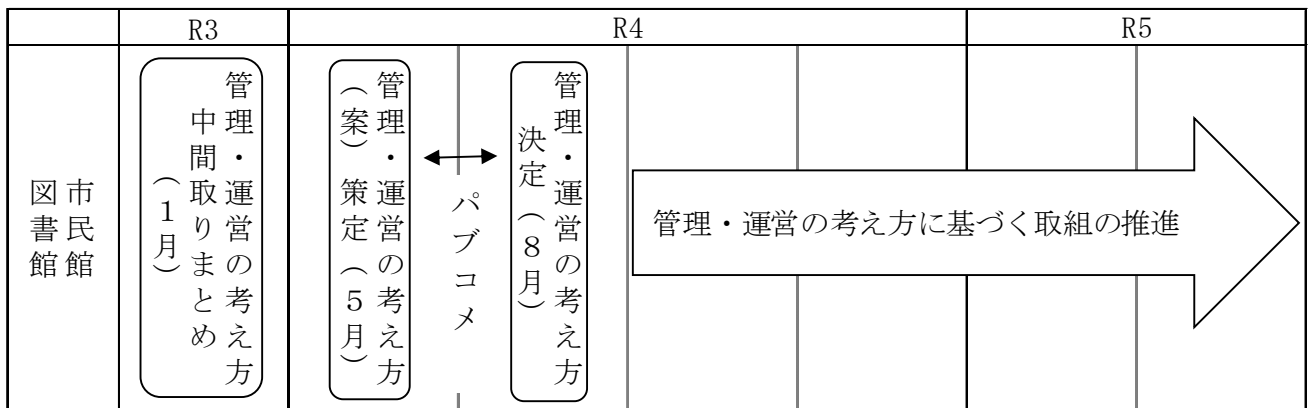 R3
R4
R5
市民館
図書館
管理・運営の考え方
中間取りまとめ
（１月）
管理・運営の考え方
（案）策定（５月）
パブコメ
管理・運営の考え方
決定（８月）
管理・運営の考え方に基づく取組の推進